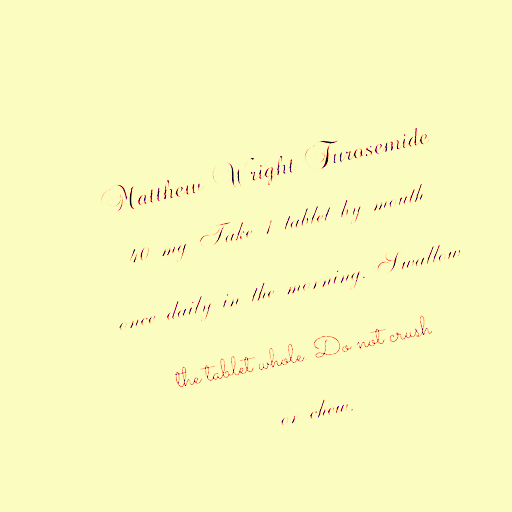 Matthew Wright Furosemide
40 mg Take 1 tablet by mouth
once daily in the morning. Swallow
the tablet whole. Do not crush
or chew.